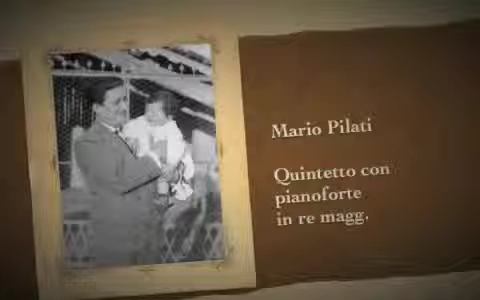 Mario Pilati
Quintetto con
pianoforte
in re magg.